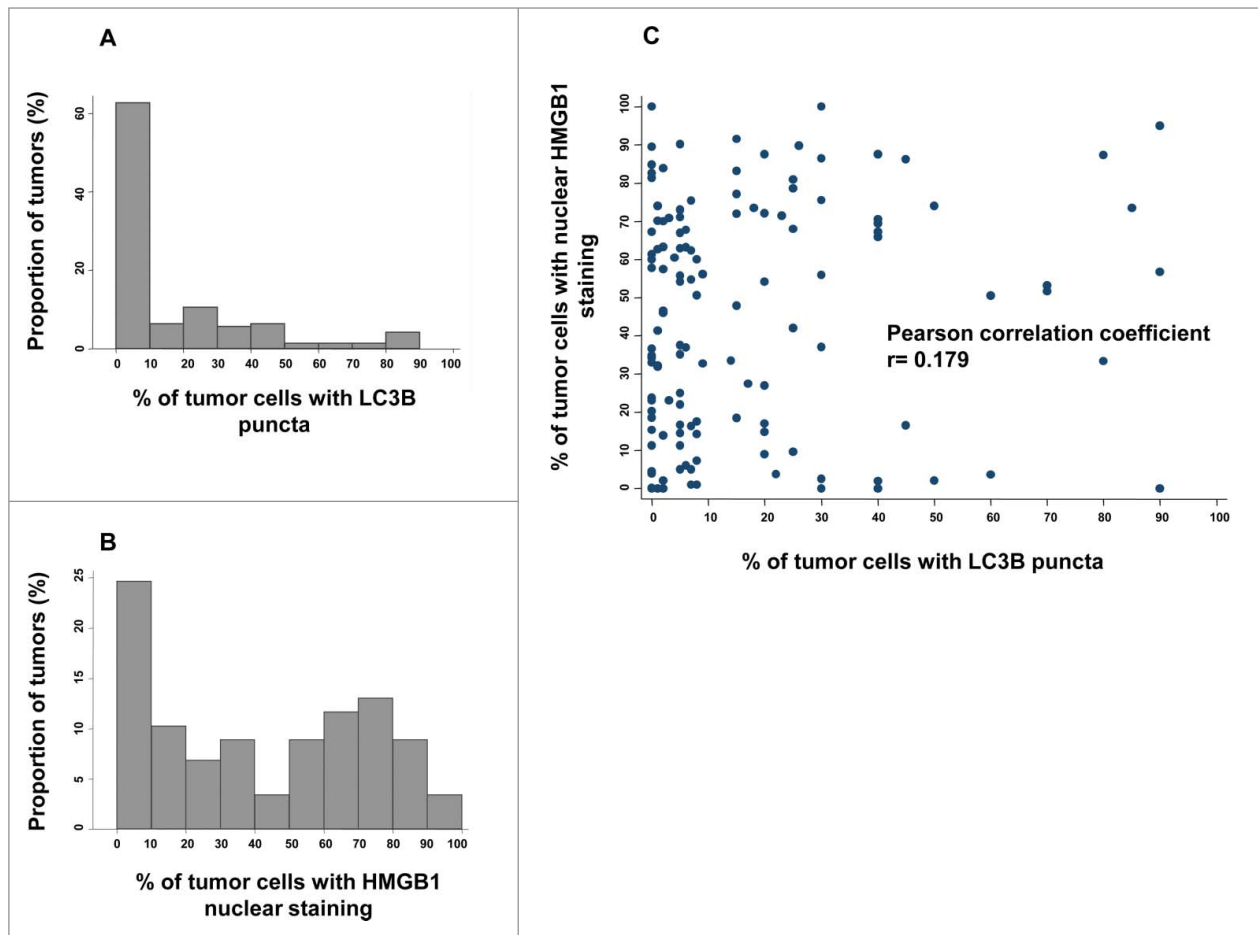 A
Proportion of tumors (%)
60
40
20
0
0 10 20 30 40 50 60 70 80 90 100
% of tumor cells with LC3B
puncta
B
Proportion of tumors (%)
25
20
15
10
5
0
0 10 20 30 40 50 60 70 80 90 100
% of tumor cells with HMGB1
nuclear staining
C
% of tumor cells with nuclear HMGB1
staining
100
90
80
70
60
50
40
30
20
10
0
Pearson correlation coefficient
r= 0.179
0 10 20 30 40 50 60 70 80 90 100
% of tumor cells with LC3B puncta